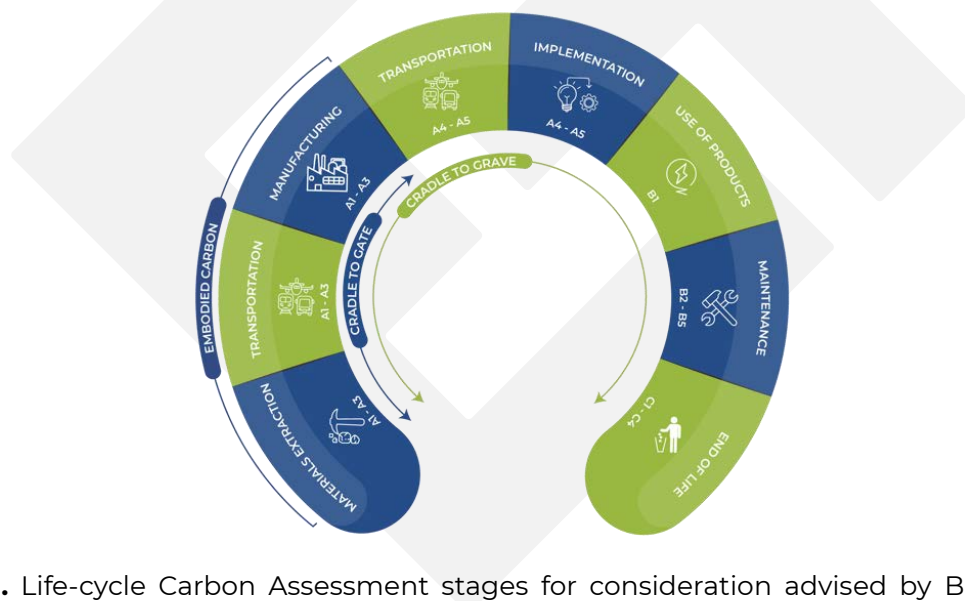 TRANSPORTATION
A4 - A5
IMPLEMENTATION
A4 - A5
MANUFACTURING
A1 - A3
USE OF PRODUCTS
B1
CRADLE TO GRAVE
EMBODIED CARBON
TRANSPORTATION
A1 - A3
CRADLE TO GATE
MAINTENANCE
B2 - B5
MATERIALS EXTRACTION
A1 - A3
END OF LIFE
C1 - C4
. Life-cycle Carbon Assessment stages for consideration advised by B